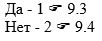 Да - 1 ☞ 9.3
Нет - 2 ☞ 9.4